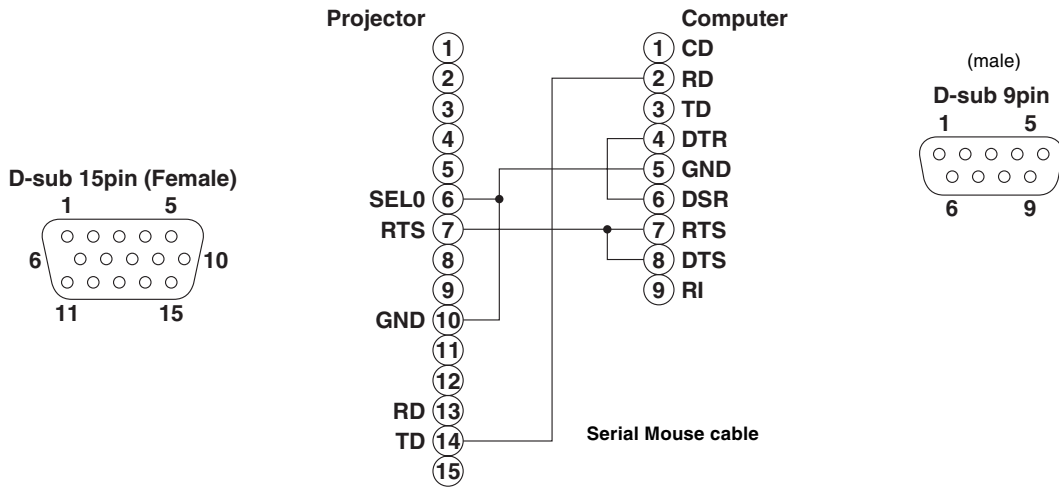 Projector
1
2
3
4
5
SEL0 6
RTS 7
8
9
GND 10
11
12
RD 13
TD 14
15
Computer
1 CD
2 RD
3 TD
4 DTR
5 GND
6 DSR
7 RTS
8 DTS
9 RI
D-sub 15pin (Female)
1 5
6 10
11 15
(male)
D-sub 9pin
1 5
6 9
Serial Mouse cable